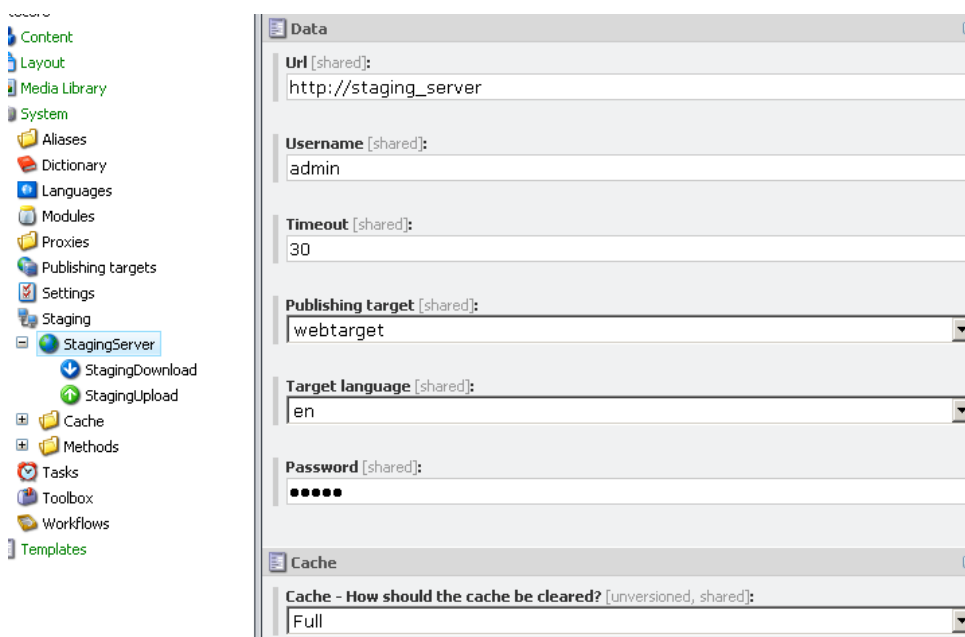 Content
Layout
Media Library
System
Aliases
Dictionary
Languages
Modules
Proxies
Publishing targets
Settings
Staging
StagingServer
StagingDownload
StagingUpload
Cache
Methods
Tasks
Toolbox
Workflows
Templates
Data
Url [shared]:
http://staging_server
Username [shared]:
admin
Timeout [shared]:
30
Publishing target [shared]:
webtarget
Target language [shared]:
en
Password [shared]:
•••••
Cache
Cache - How should the cache be cleared? [unversioned, shared]:
Full